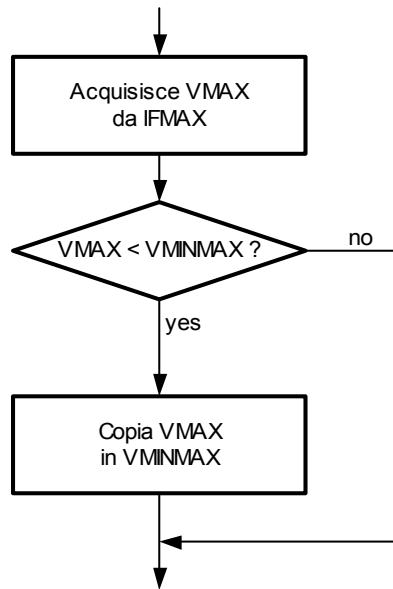 Acquisisce VMAX
da IFMAX
VMAX < VMINMAX ?
no
yes
Copia VMAX
in VMINMAX